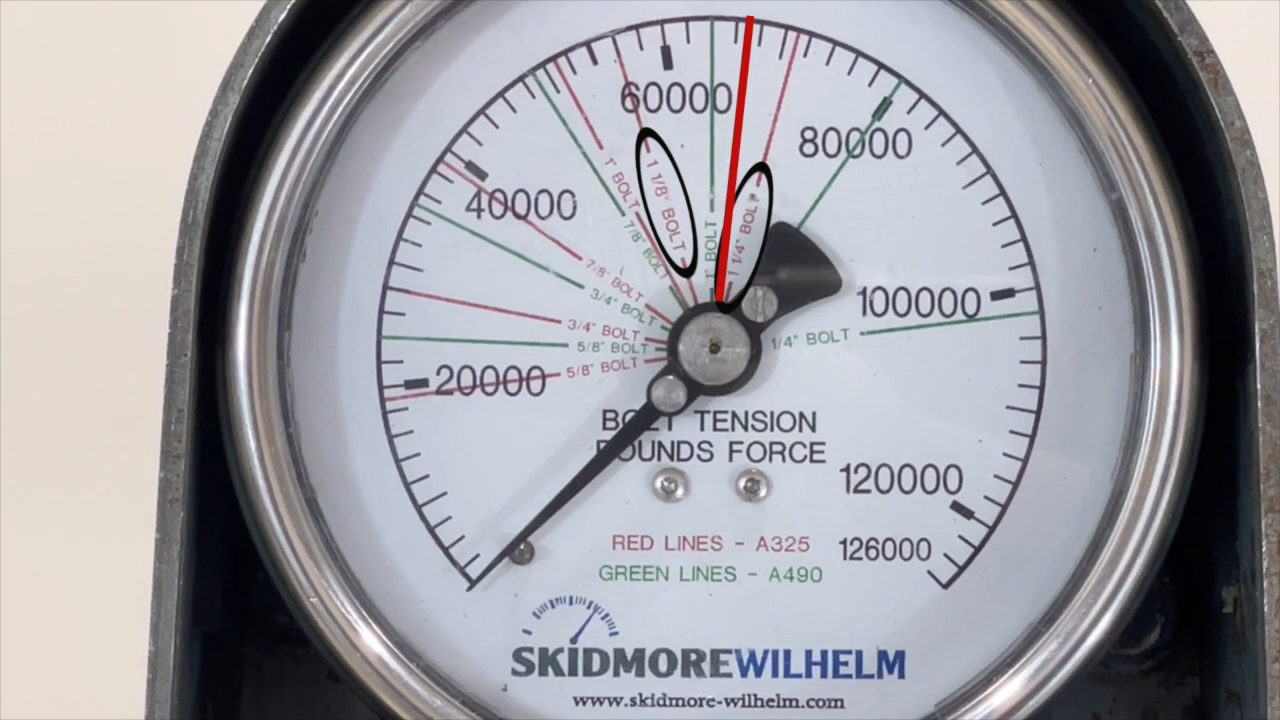 60000
80000
40000
100000
20000
120000
126000
1" BOLT
1 1/8" BOLT
7/8" BOLT
1" BOLT
1 1/4" BOLT
7/8" BOLT
3/4" BOLT
3/4" BOLT
5/8" BOLT
5/8" BOLT
1/4" BOLT
BOLT TENSION
POUNDS FORCE
RED LINES - A325
GREEN LINES - A490
SKIDMOREWILHELM
www.skidmore-wilhelm.com